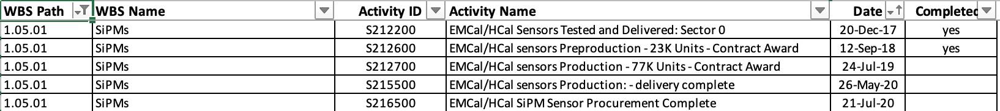 WBS Path WBS Name Activity ID Activity Name Date Completed
1.05.01 SiPMs S212200 EMCal/HCal Sensors Tested and Delivered: Sector 0 20-Dec-17 yes
1.05.01 SiPMs S212600 EMCal/HCal sensors Preproduction - 23K Units - Contract Award 12-Sep-18 yes
1.05.01 SiPMs S212700 EMCal/HCal sensors Production - 77K Units - Contract Award 24-Jul-19
1.05.01 SiPMs S215500 EMCal/HCal sensors Production: - delivery complete 26-May-20
1.05.01 SiPMs S216500 EMCal/HCal SiPM Sensor Procurement Complete 21-Jul-20